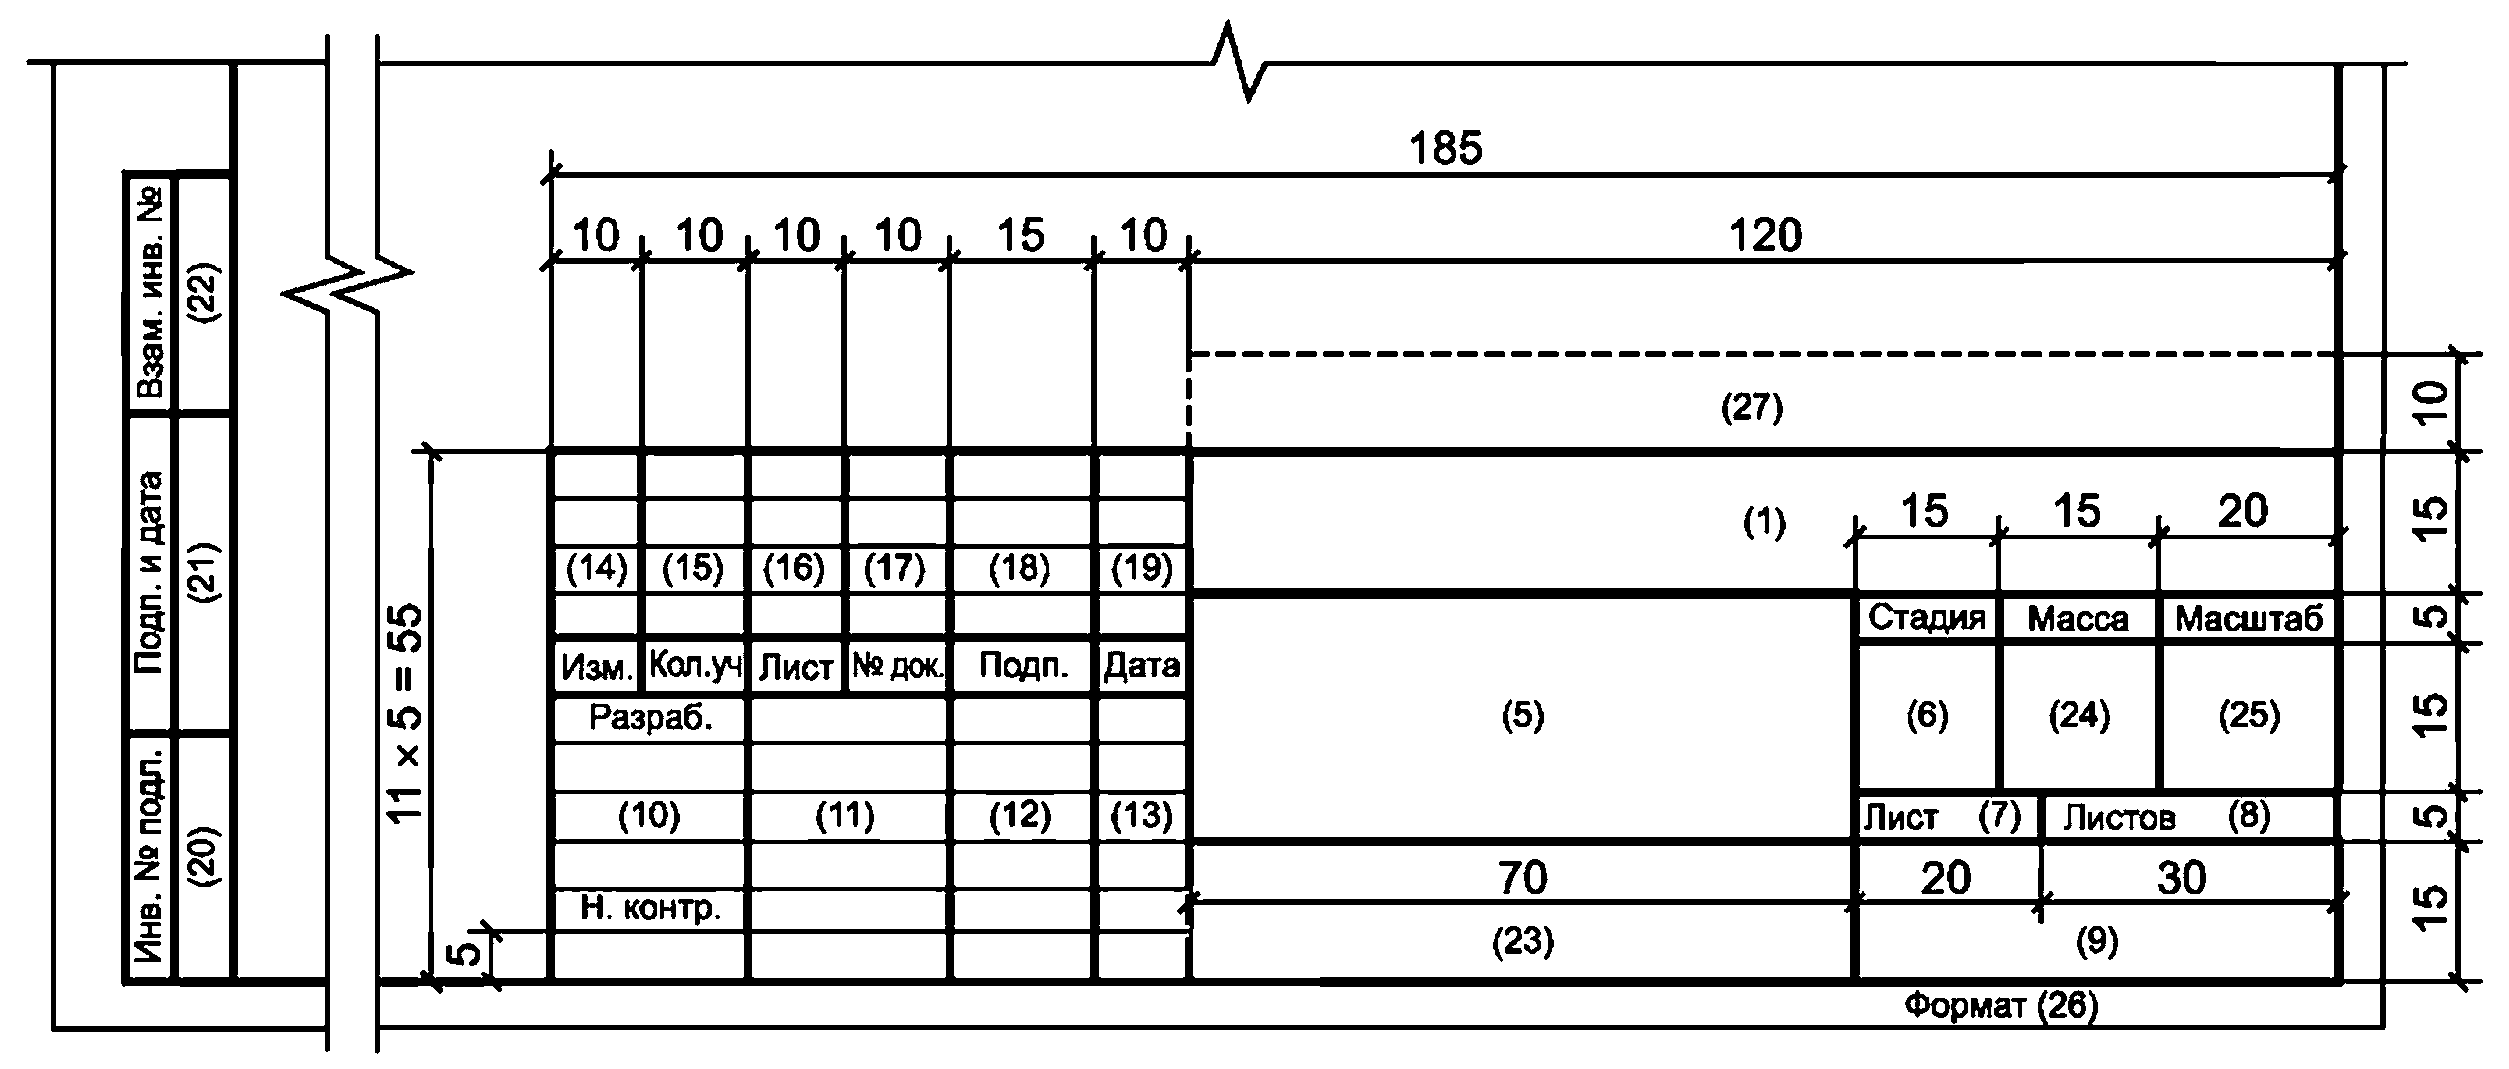 185
10 10 10 10 15 10 120
Взам. инв. №
(22)
(27)
10
Подп. и дата
(21)
11 × 5 = 55
(1)
15 15 20
15
(14) (15) (16) (17) (18) (19)
Стадия Масса Масштаб
5
Изм. Кол.уч Лист № док. Подп. Дата
Разраб.
(5)
(6) (24) (25)
15
Инв. № подл.
(20)
(10) (11) (12) (13)
Лист (7) Листов (8)
5
70 20 30
Н. контр.
5
(23) (9)
15
Формат (26)